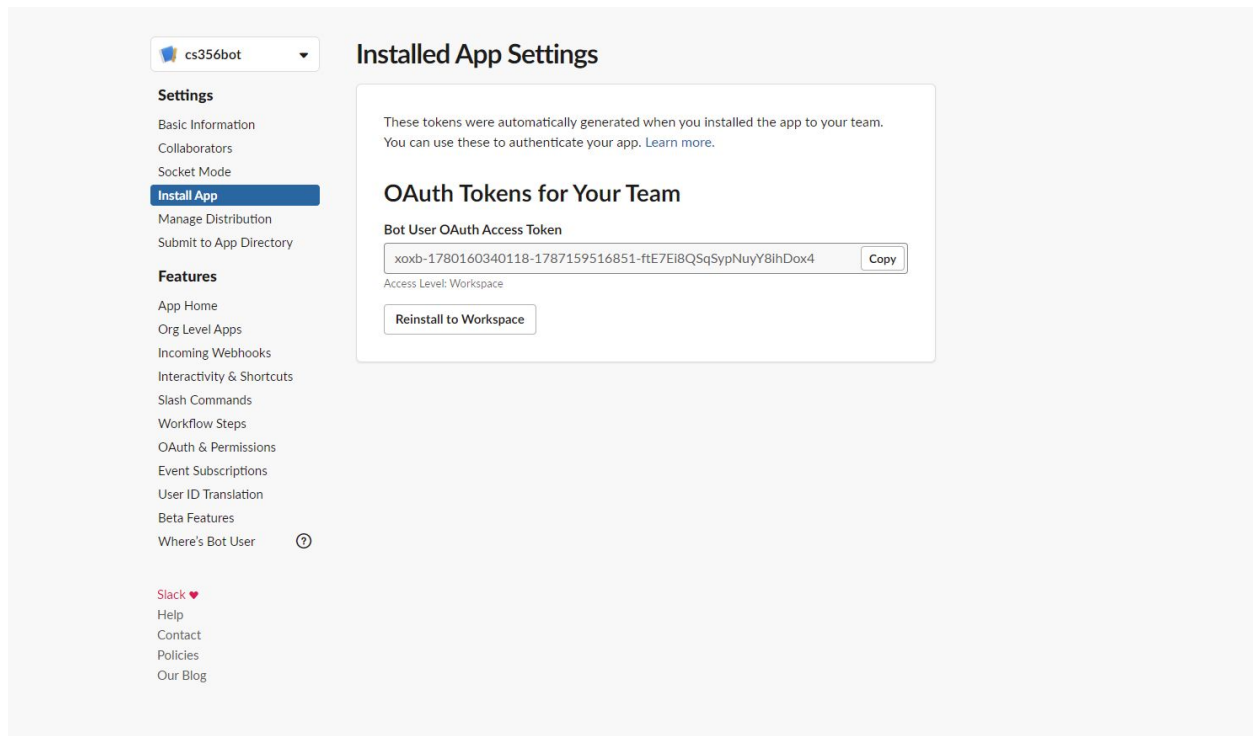 cs356bot
Settings
Basic Information
Collaborators
Socket Mode
Install App
Manage Distribution
Submit to App Directory
Features
App Home
Org Level Apps
Incoming Webhooks
Interactivity & Shortcuts
Slash Commands
Workflow Steps
OAuth & Permissions
Event Subscriptions
User ID Translation
Beta Features
Where's Bot User ?
Slack ♥
Help
Contact
Policies
Our Blog
Installed App Settings
These tokens were automatically generated when you installed the app to your team.
You can use these to authenticate your app. Learn more.
OAuth Tokens for Your Team
Bot User OAuth Access Token
xoxb-1780160340118-1787159516851-ftE7Ei8QSqSypNuyY8ihDox4 Copy
Access Level: Workspace
Reinstall to Workspace